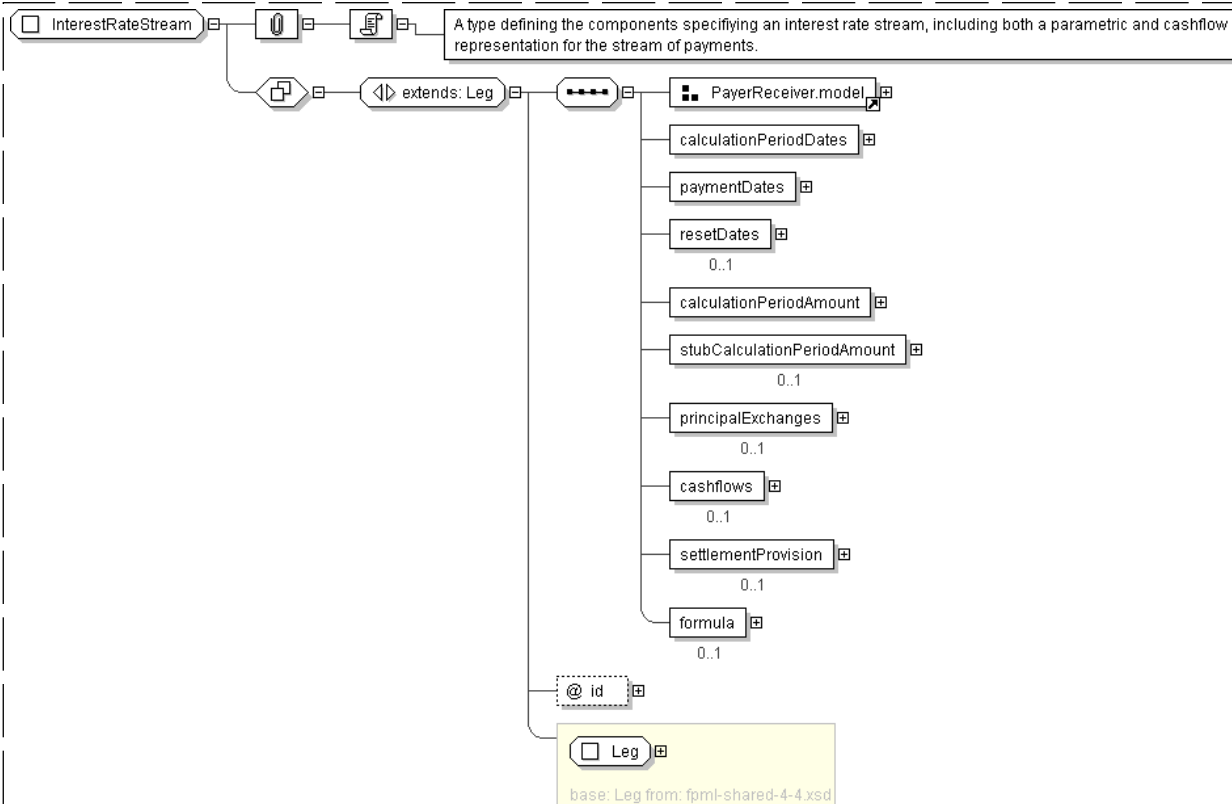 InterestRateStream
A type defining the components specifiying an interest rate stream, including both a parametric and cashflow
representation for the stream of payments.
extends: Leg
PayerReceiver.model
calculationPeriodDates
paymentDates
resetDates
0..1
calculationPeriodAmount
stubCalculationPeriodAmount
0..1
principalExchanges
0..1
cashflows
0..1
settlementProvision
0..1
formula
0..1
@ id
Leg
base: Leg from: fpml-shared-4-4.xsd